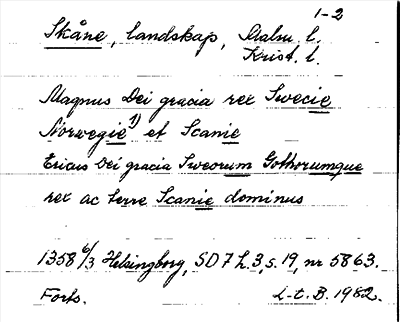 1-2
Skåne, landskap, Malm. l.
Krist. l.
Magnus Dei gracia rex Swecie
Norwegie 1) et Scanie
Ericus Dei gracia Sweorum Gothorumque
rex ac terre Scanie dominus
1358 6/3 Helsingborg, SD 7 h. 3, s. 19, nr 5863.
Forts.
L-t. B. 1982.